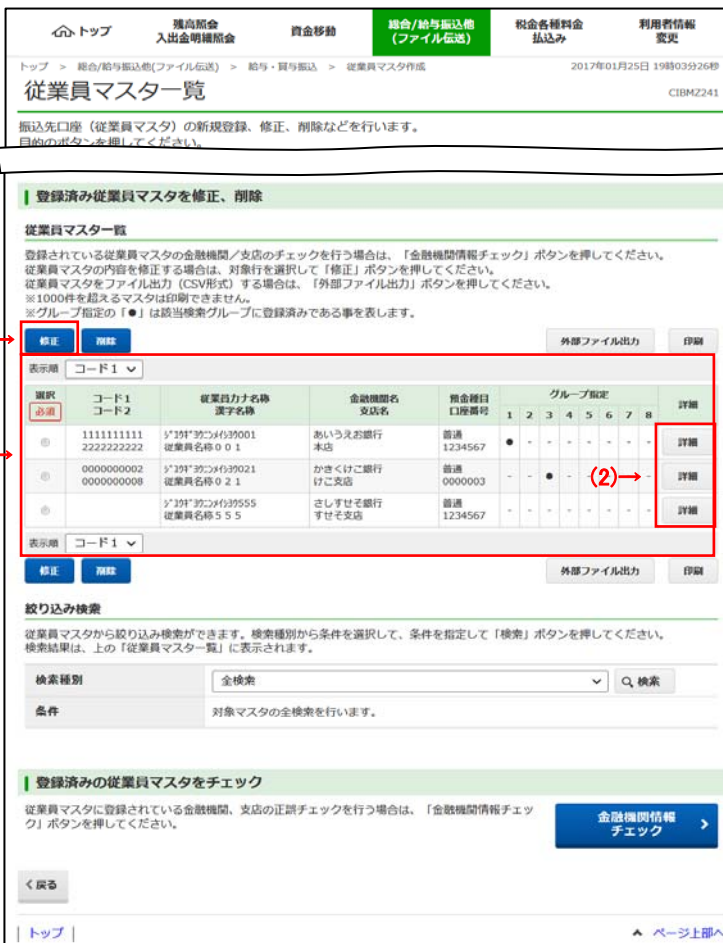 トップ
残高照会
入出金明細照会
資金移動
総合/給与振込他
(ファイル伝送)
税金各種料金
払込み
利用者情報
変更
トップ > 総合/給与振込他(ファイル伝送) > 給与・賞与振込 > 従業員マスタ作成
2017年01月25日 19時03分26秒
従業員マスター覧
CIBMZ241
振込先口座（従業員マスタ）の新規登録、修正、削除などを行います。
目的のボタンを押してください。
登録済み従業員マスタを修正、削除
従業員マスタ一覧
登録されている従業員マスタの金融機関／支店のチェックを行う場合は、「金融機関情報チェック」ボタンを押してください。
従業員マスタの内容を修正する場合は、対象行を選択して「修正」ボタンを押してください。
従業員マスタをファイル出力（CSV形式）する場合は、「外部ファイル出力」ボタンを押してください。
※1000件を超えるマスタは印刷できません。
※グループ指定の「●」は該当検索グループに登録済みである事を表します。
修正 削除 外部ファイル出力 印刷
表示順 コード1
選択 必須 コード1 コード2 従業員カナ名称 漢字名称 金融機関名 支店名 預金種目 口座番号 グループ指定 1 2 3 4 5 6 7 8 詳細
1111111111 ｼﾞﾕｳｷﾞﾖｳｲﾝﾒｲｼﾖｳ001 あいうえお銀行 普通 ● - - - - - - - 詳細
2222222222 従業員名称００１ 本店 1234567
0000000002 かきくけこ銀行 普通 - - ● - - (2)→ - 詳細
0000000008 従業員名称０２１ けこ支店 0000003
さしすせそ銀行 普通 - - - - - - - - 詳細
従業員名称５５５ すせそ支店 1234567
表示順 コード1
修正 削除 外部ファイル出力 印刷
絞り込み検索
従業員マスタから絞り込み検索ができます。検索種別から条件を選択して、条件を指定して「検索」ボタンを押してください。
検索結果は、上の「従業員マスタ一覧」に表示されます。
検索種別 全検索 検索
条件 対象マスタの全検索を行います。
登録済みの従業員マスタをチェック
従業員マスタに登録されている金融機関、支店の正誤チェックを行う場合は、「金融機関情報チェッ
ク」ボタンを押してください。
金融機関情報
チェック
戻る
| トップ |
ページ上部へ